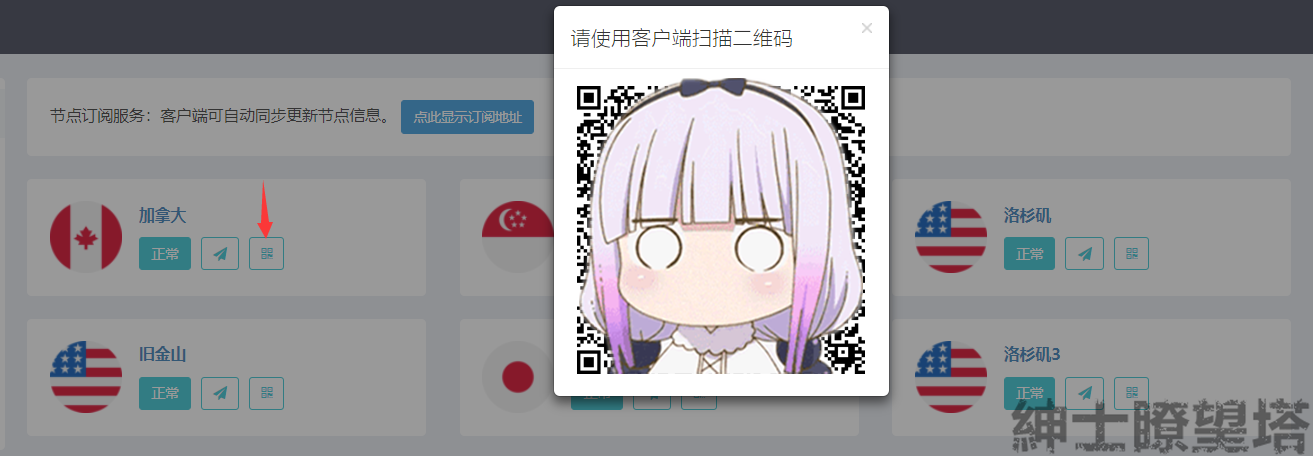 请使用客户端扫描二维码
×
节点订阅服务：客户端可自动同步更新节点信息。 点此显示订阅地址
加拿大
正常
洛杉矶
正常
旧金山
正常
正常
洛杉矶3
正常
紳士瞭望塔